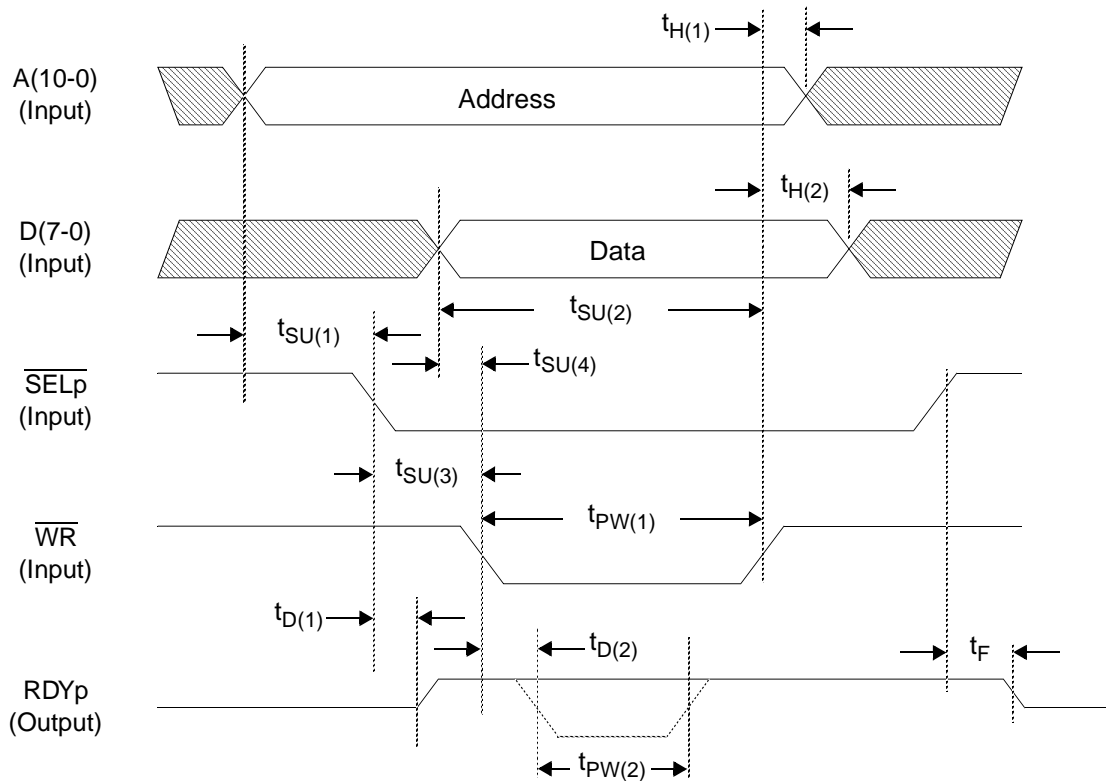 tH(1)
A(10-0)
(Input)
Address
tH(2)
D(7-0)
(Input)
Data
tSU(2)
tSU(1)
tSU(4)
SELp
(Input)
tSU(3)
tPW(1)
WR
(Input)
tD(1)
tD(2)
tF
RDYp
(Output)
tPW(2)